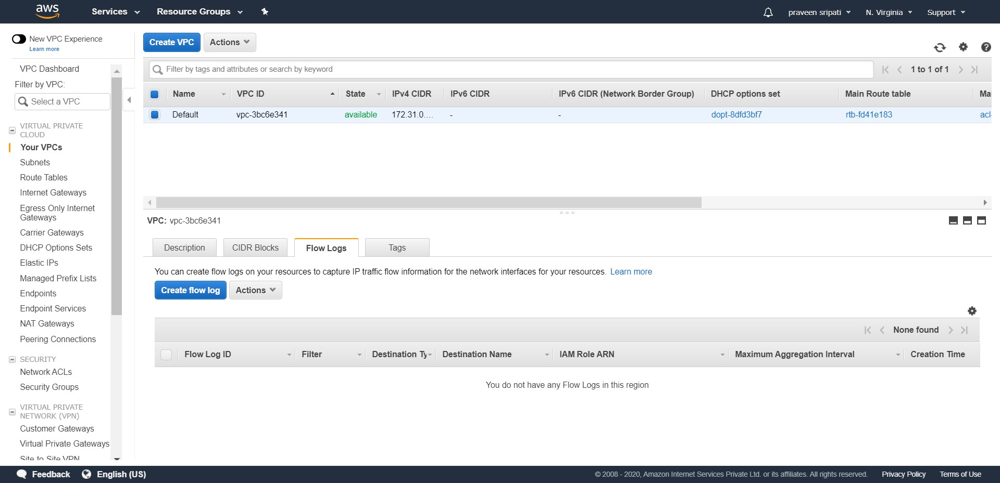 aws
Services
Resource Groups
praveen sripati
N. Virginia
Support
New VPC Experience
Learn more
VPC Dashboard
Filter by VPC:
Select a VPC
VIRTUAL PRIVATE
CLOUD
Your VPCs
Subnets
Route Tables
Internet Gateways
Egress Only Internet
Gateways
Carrier Gateways
DHCP Options Sets
Elastic IPs
Managed Prefix Lists
Endpoints
Endpoint Services
NAT Gateways
Peering Connections
SECURITY
Network ACLs
Security Groups
VIRTUAL PRIVATE
NETWORK (VPN)
Customer Gateways
Virtual Private Gateways
Site-to-Site VPN
Create VPC
Actions
Filter by tags and attributes or search by keyword
1 to 1 of 1
Name VPC ID State IPv4 CIDR IPv6 CIDR IPv6 CIDR (Network Border Group) DHCP options set Main Route table Mai
Default vpc-3bc6e341 available 172.31.0.... - - dopt-8dfd3bf7 rtb-fd41e183 acl-
VPC: vpc-3bc6e341
Description
CIDR Blocks
Flow Logs
Tags
You can create flow logs on your resources to capture IP traffic flow information for the network interfaces for your resources. Learn more
Create flow log
Actions
None found
Flow Log ID Filter Destination Ty Destination Name IAM Role ARN Maximum Aggregation Interval Creation Time
You do not have any Flow Logs in this region
Feedback
English (US)
© 2008 - 2020, Amazon Internet Services Private Ltd. or its affiliates. All rights reserved.
Privacy Policy
Terms of Use